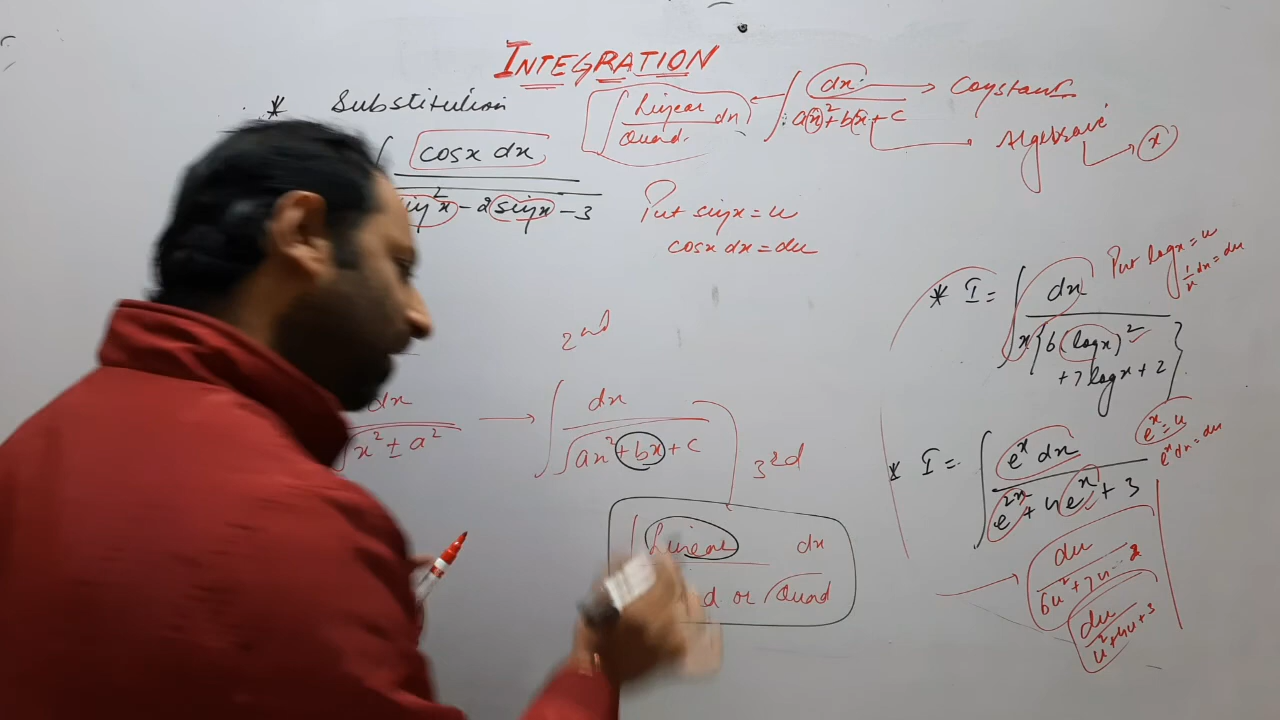 INTEGRATION
* Substitution
∫ Linear / Quad. dx
∫ dx / ax²+bx+c
Constant
Algebraic
x
cosx dx
sin²x - 2 sinx - 3
Put sinx = u
cosx dx = du
* I = ∫ dx / x{6(logx)² + 7 logx + 2}
Put logx = u
1/x dx = du
2nd
dx / √x² ± a²
∫ dx / √ax²+bx+c
3rd
∫ Linear dx
or √Quad
* I = ∫ eˣ dx / e²ˣ + 4eˣ + 3
eˣ = u
eˣ dx = du
du / 6u² + 7u + 2
du / u²+4u+3